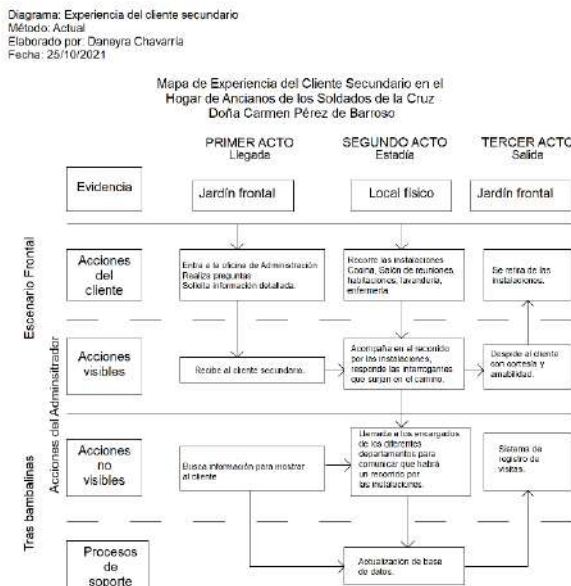 Diagrama: Experiencia del cliente secundario
Método: Actual
Elaborado por: Daneyra Chavarría
Fecha: 25/10/2021
Mapa de Experiencia del Cliente Secundario en el
Hogar de Ancianos de los Soldados de la Cruz
Doña Carmen Pérez de Barroso
PRIMER ACTO
Llegada
SEGUNDO ACTO
Estadía
TERCER ACTO
Salida
Evidencia
Jardín frontal
Local físico
Jardín frontal
Escenario Frontal
Acciones
del
cliente
Entra a la oficina de Administración
Realiza preguntas
Solicita información detallada.
Recorre las instalaciones
Cocina, Salón de reuniones,
habitaciones, lavandería,
enfermería
Se retira de las
instalaciones.
Acciones del Adminsitrador
Acciones
visibles
Recibe al cliente secundario.
Acompaña en el recorrido
por las instalaciones,
responde las interrogantes
que surjan en el camino.
Despide al cliente
con cortesía y
amabilidad.
Tras bambalinas
Acciones
no
visibles
Busca información para mostrar
al cliente
Llamada a los encargados
de los diferentes
departamentos para
comunicar que habrá
un recorrido por
las instalaciones.
Sistema de
registro de
visitas.
Procesos
de
soporte
Actualización de base
de datos.